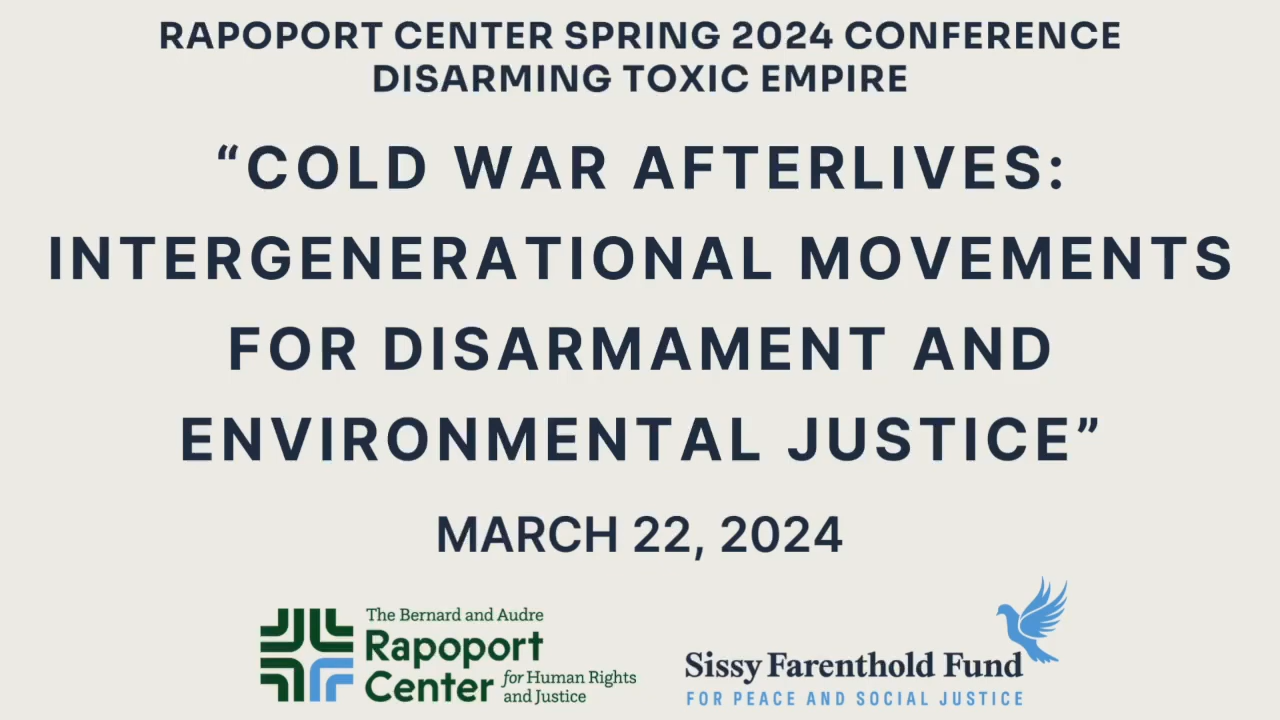 RAPOPORT CENTER SPRING 2024 CONFERENCE
DISARMING TOXIC EMPIRE
“COLD WAR AFTERLIVES:
INTERGENERATIONAL MOVEMENTS
FOR DISARMAMENT AND
ENVIRONMENTAL JUSTICE”
MARCH 22, 2024
The Bernard and Audre
Rapoport
Center for Human Rights
and Justice
Sissy Farenthold Fund
FOR PEACE AND SOCIAL JUSTICE